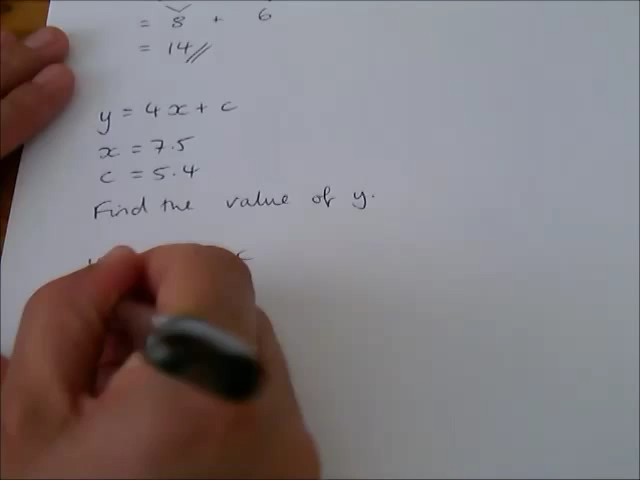 = 8 + 6
= 14
y = 4x + c
x = 7.5
c = 5.4
Find the value of y.
y c